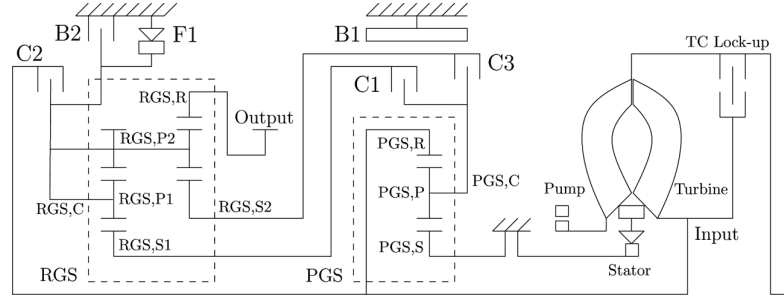 B2
F1
B1
C2
C3
TC Lock-up
C1
RGS,R
Output
RGS,P2
PGS,R
PGS,C
PGS,P
Pump
Turbine
RGS,C
RGS,P1
RGS,S2
Input
RGS,S1
PGS,S
RGS
PGS
Stator